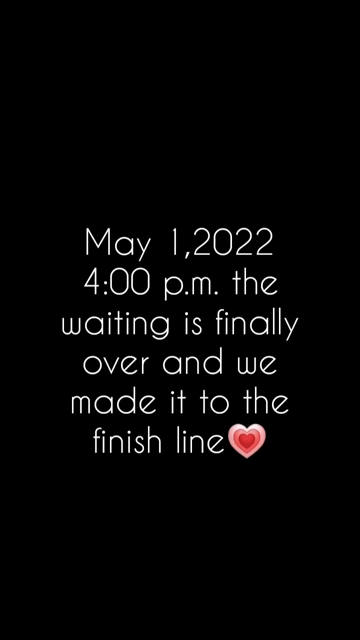 May 1,2022
4:00 p.m. the
waiting is finally
over and we
made it to the
finish line💗